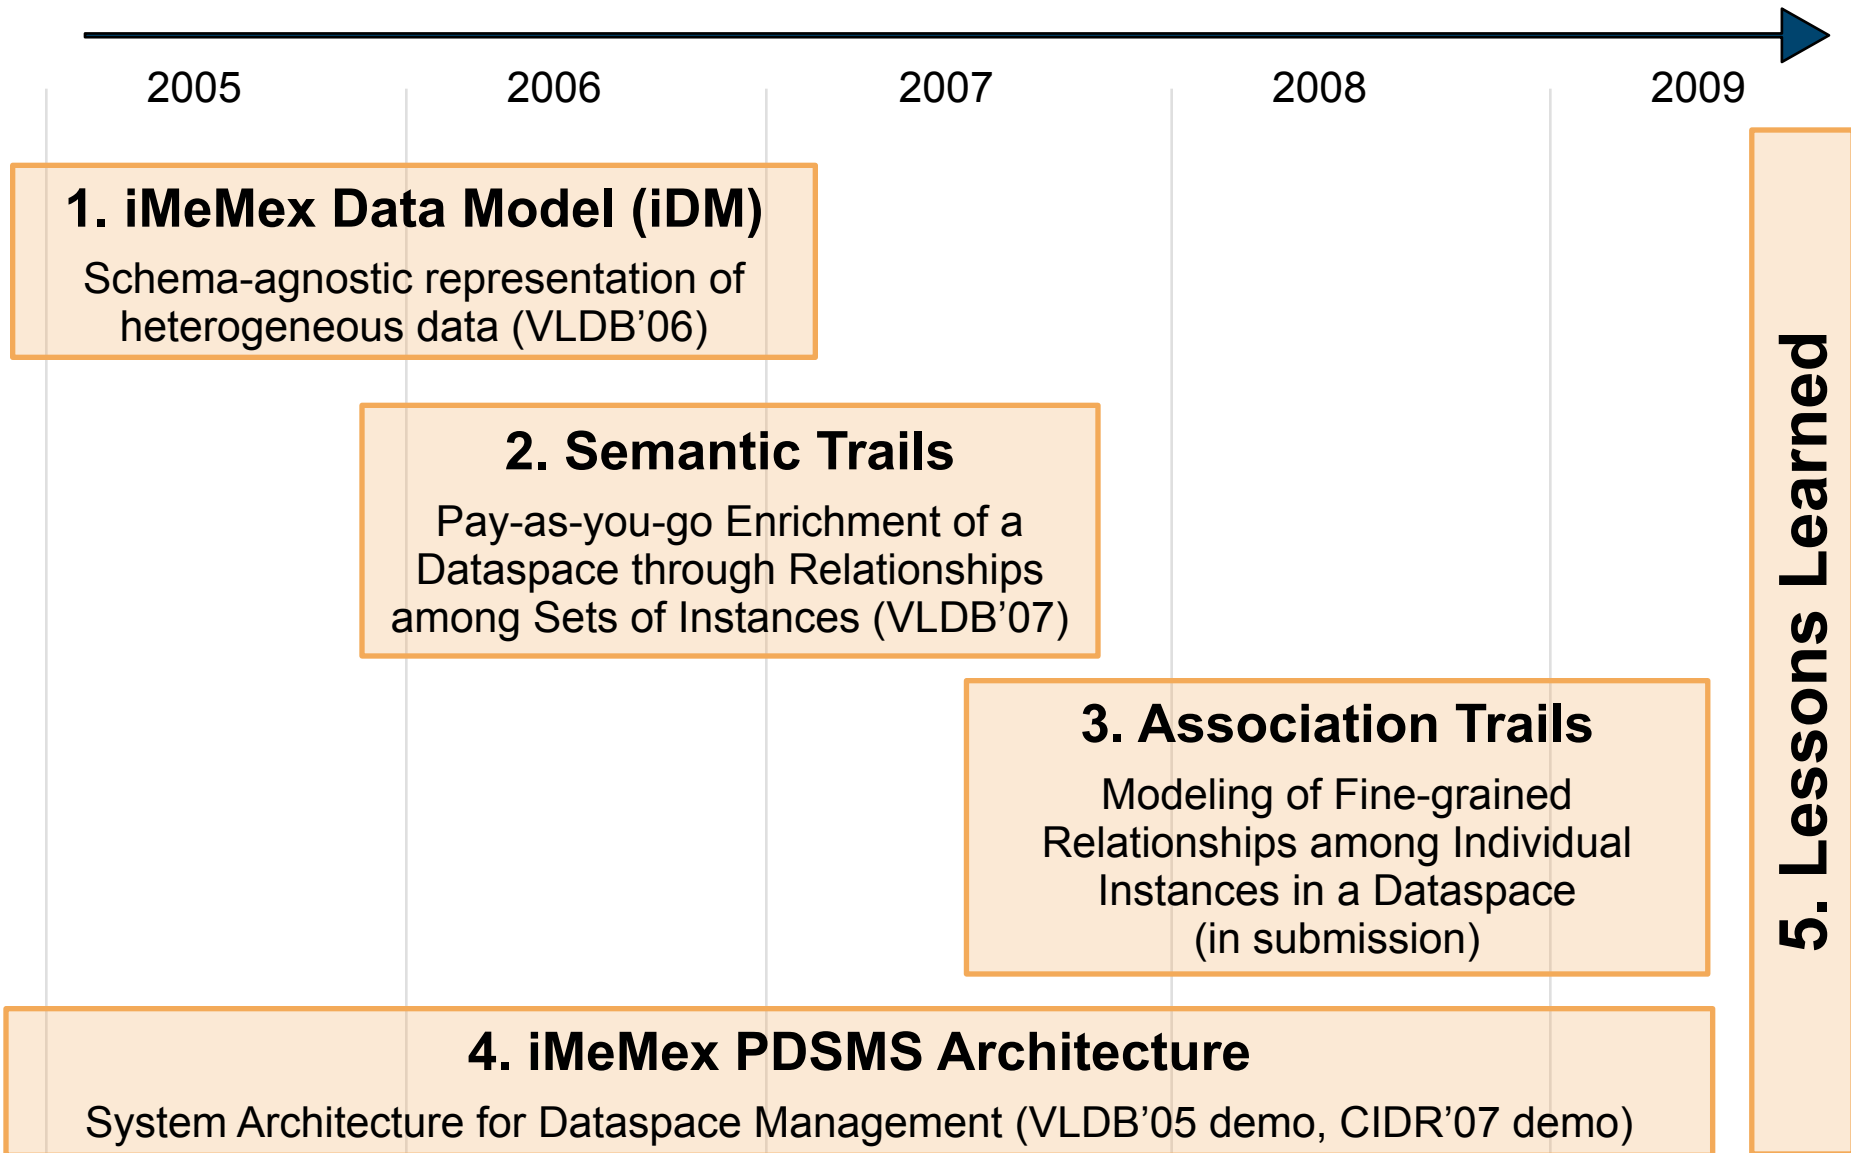 2005
2006
2007
2008
2009
1. iMeMex Data Model (iDM)
Schema-agnostic representation of
heterogeneous data (VLDB’06)
2. Semantic Trails
Pay-as-you-go Enrichment of a
Dataspace through Relationships
among Sets of Instances (VLDB’07)
3. Association Trails
Modeling of Fine-grained
Relationships among Individual
Instances in a Dataspace
(in submission)
4. iMeMex PDSMS Architecture
System Architecture for Dataspace Management (VLDB’05 demo, CIDR’07 demo)
5. Lessons Learned